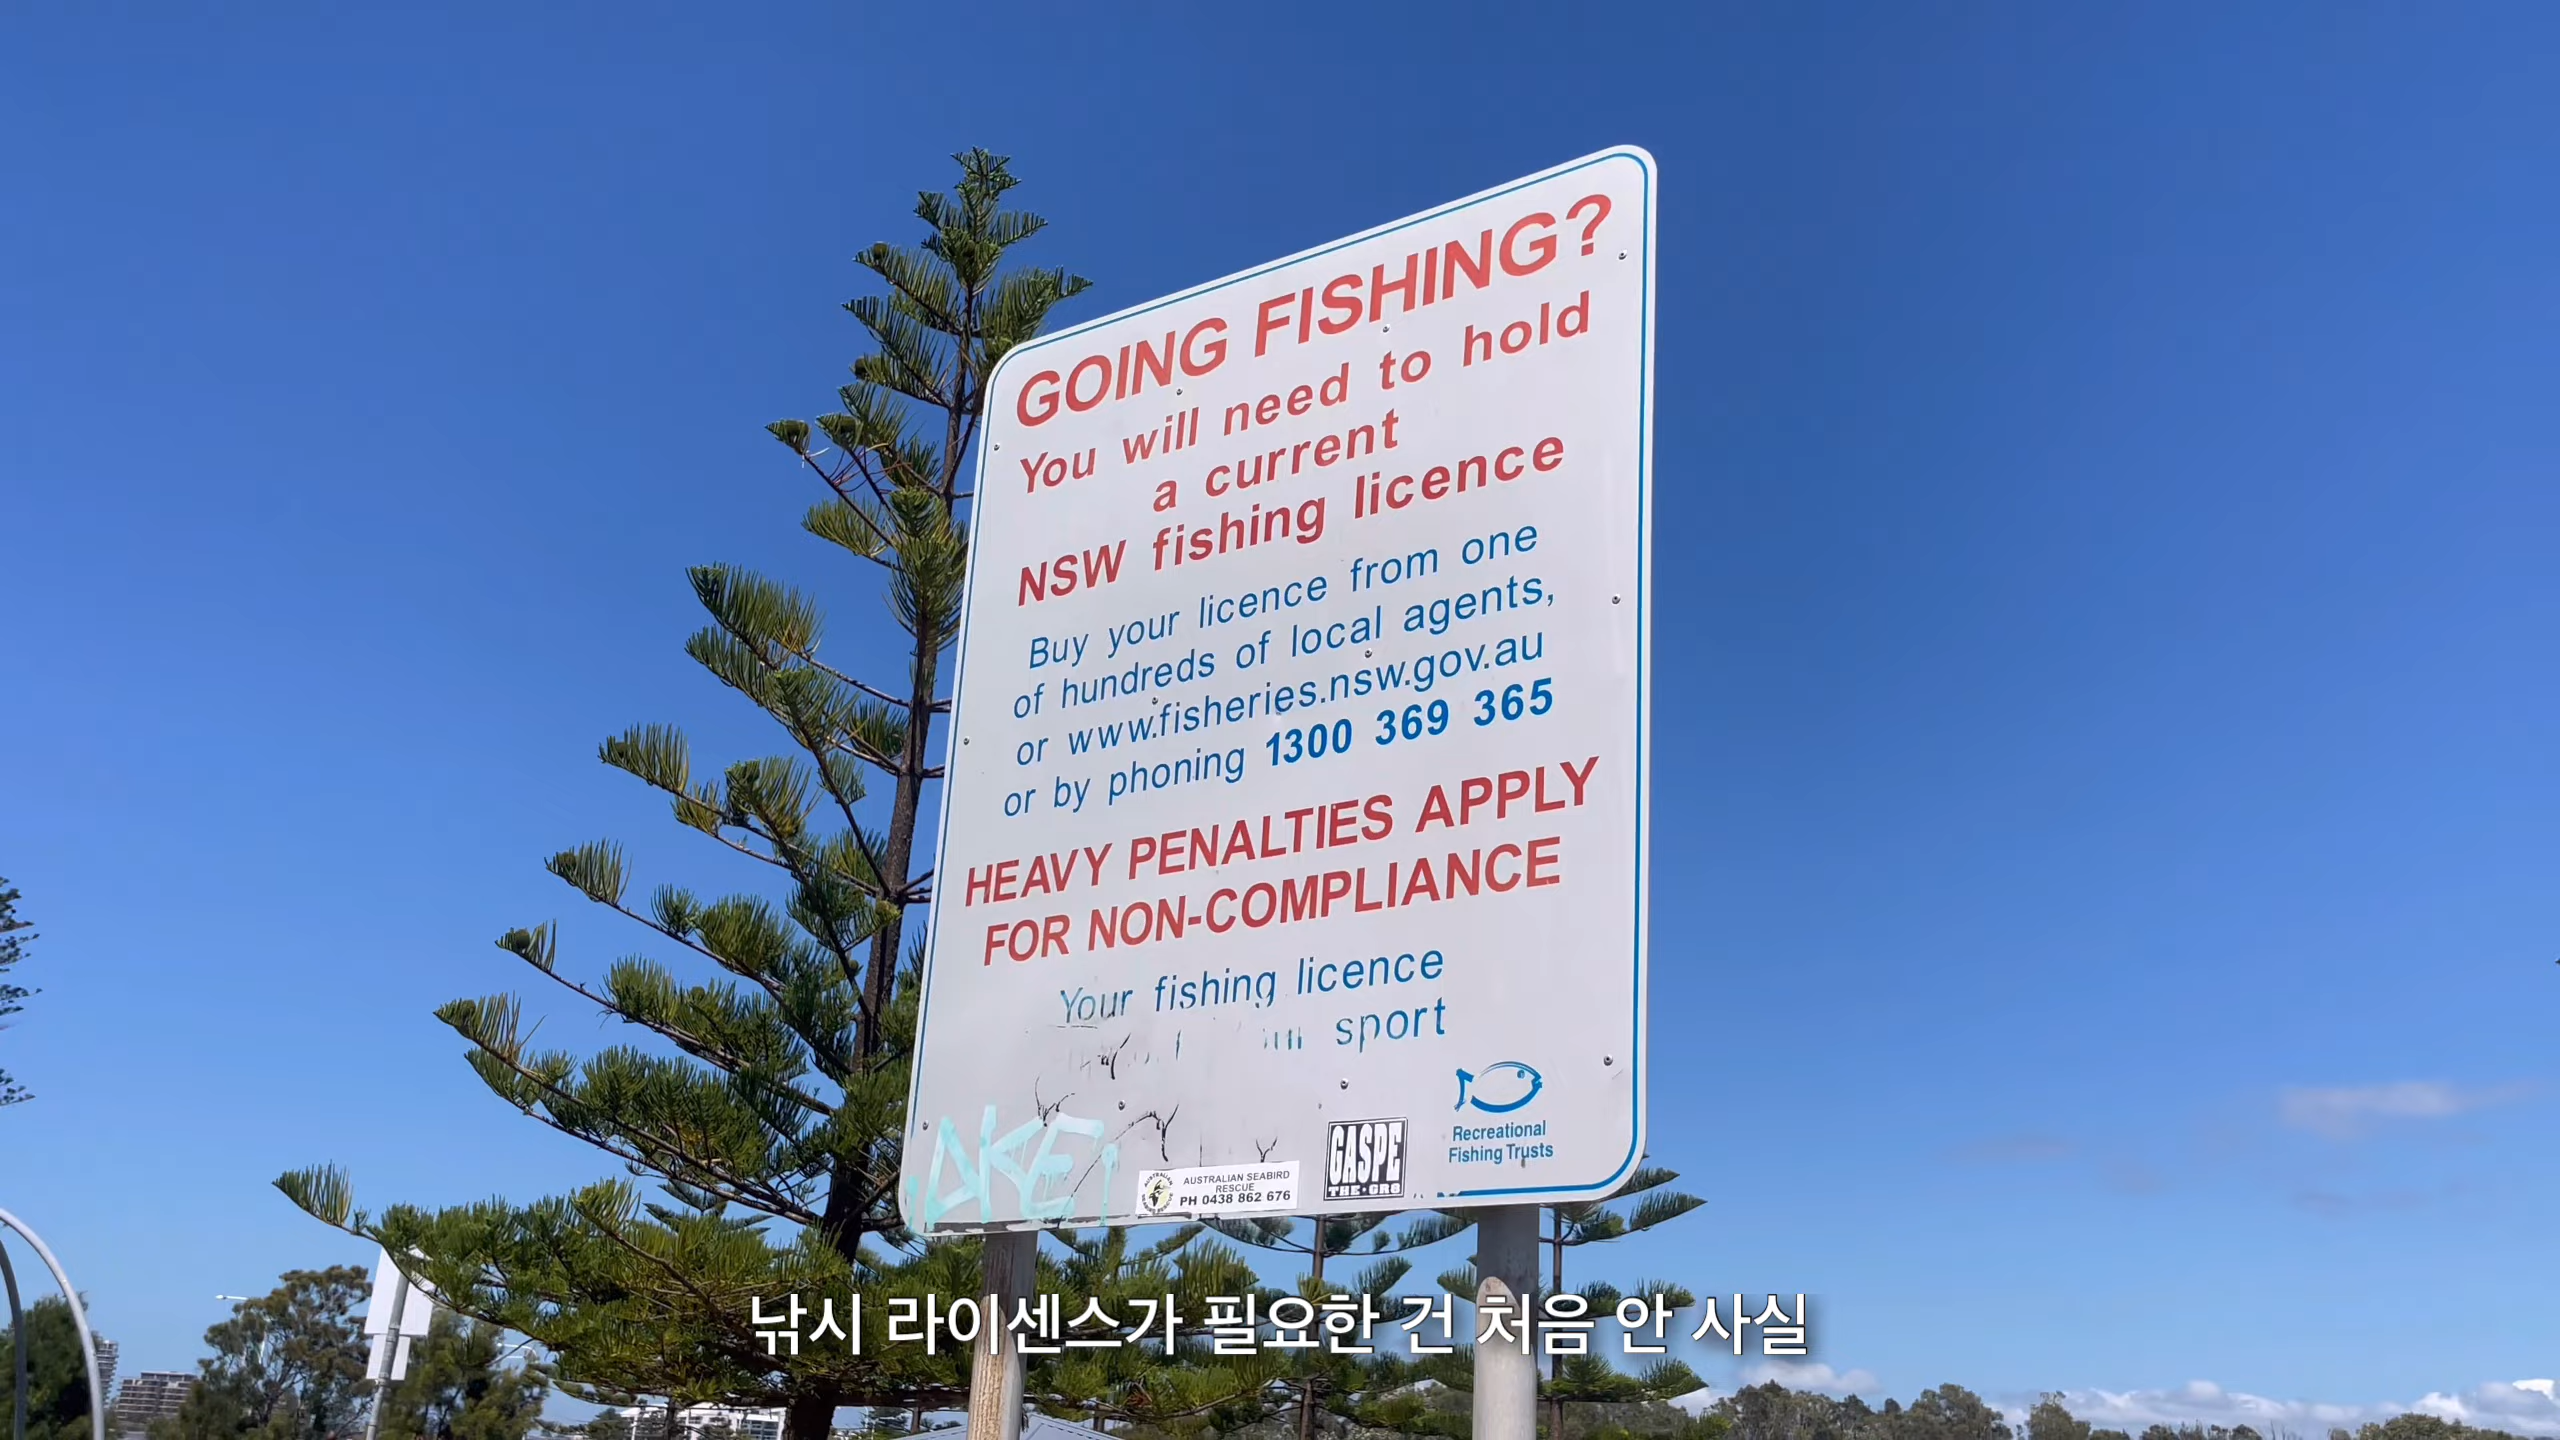 GOING FISHING?
You will need to hold
a current
NSW fishing licence
Buy your licence from one
of hundreds of local agents,
or www.fisheries.nsw.gov.au
or by phoning 1300 369 365
HEAVY PENALTIES APPLY
FOR NON-COMPLIANCE
Your fishing licence
sport
Recreational
Fishing Trusts
GASPE
AUSTRALIAN SEABIRD
RESCUE
PH 0438 862 676
낚시 라이센스가 필요한 건 처음 안 사실